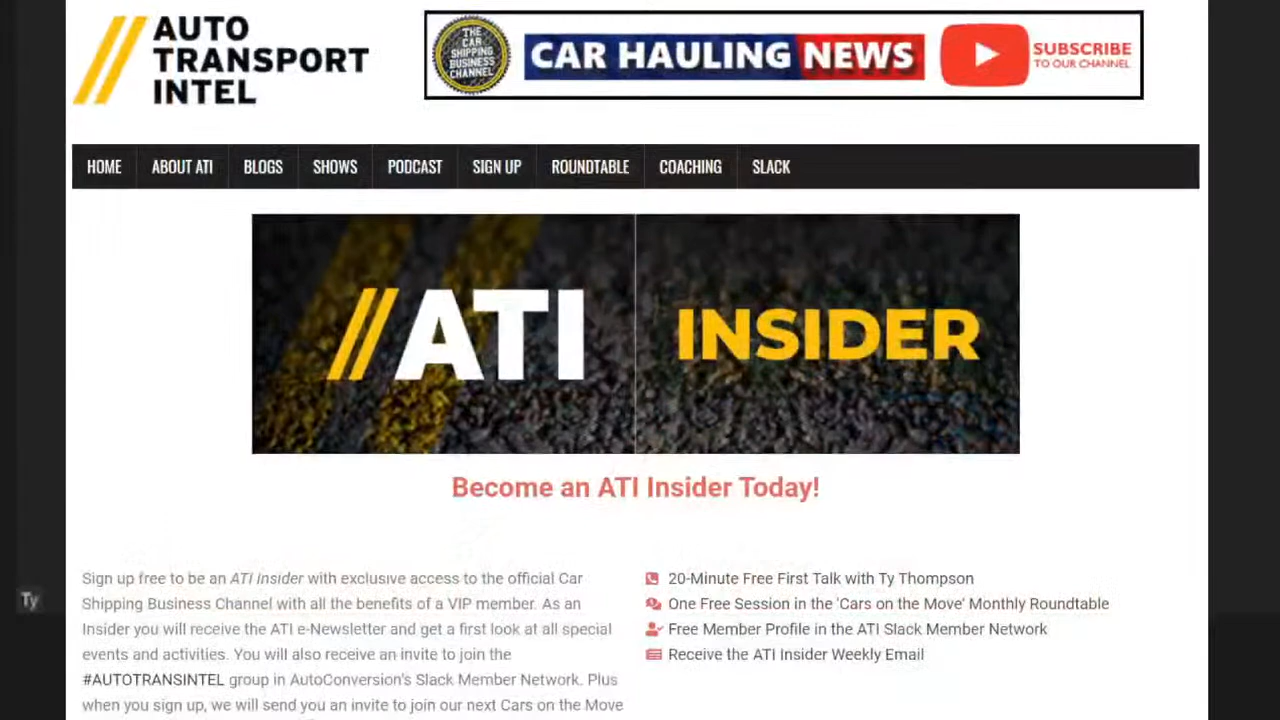 AUTO
TRANSPORT
INTEL
THE
CAR
SHIPPING
BUSINESS
CHANNEL
CAR HAULING NEWS
SUBSCRIBE
TO OUR CHANNEL
HOME
ABOUT ATI
BLOGS
SHOWS
PODCAST
SIGN UP
ROUNDTABLE
COACHING
SLACK
//ATI
INSIDER
Become an ATI Insider Today!
Sign up free to be an ATI Insider with exclusive access to the official Car
Shipping Business Channel with all the benefits of a VIP member. As an
Insider you will receive the ATI e-Newsletter and get a first look at all special
events and activities. You will also receive an invite to join the
#AUTOTRANSINTEL group in AutoConversion's Slack Member Network. Plus
when you sign up, we will send you an invite to join our next Cars on the Move
20-Minute Free First Talk with Ty Thompson
One Free Session in the 'Cars on the Move' Monthly Roundtable
Free Member Profile in the ATI Slack Member Network
Receive the ATI Insider Weekly Email
Ty